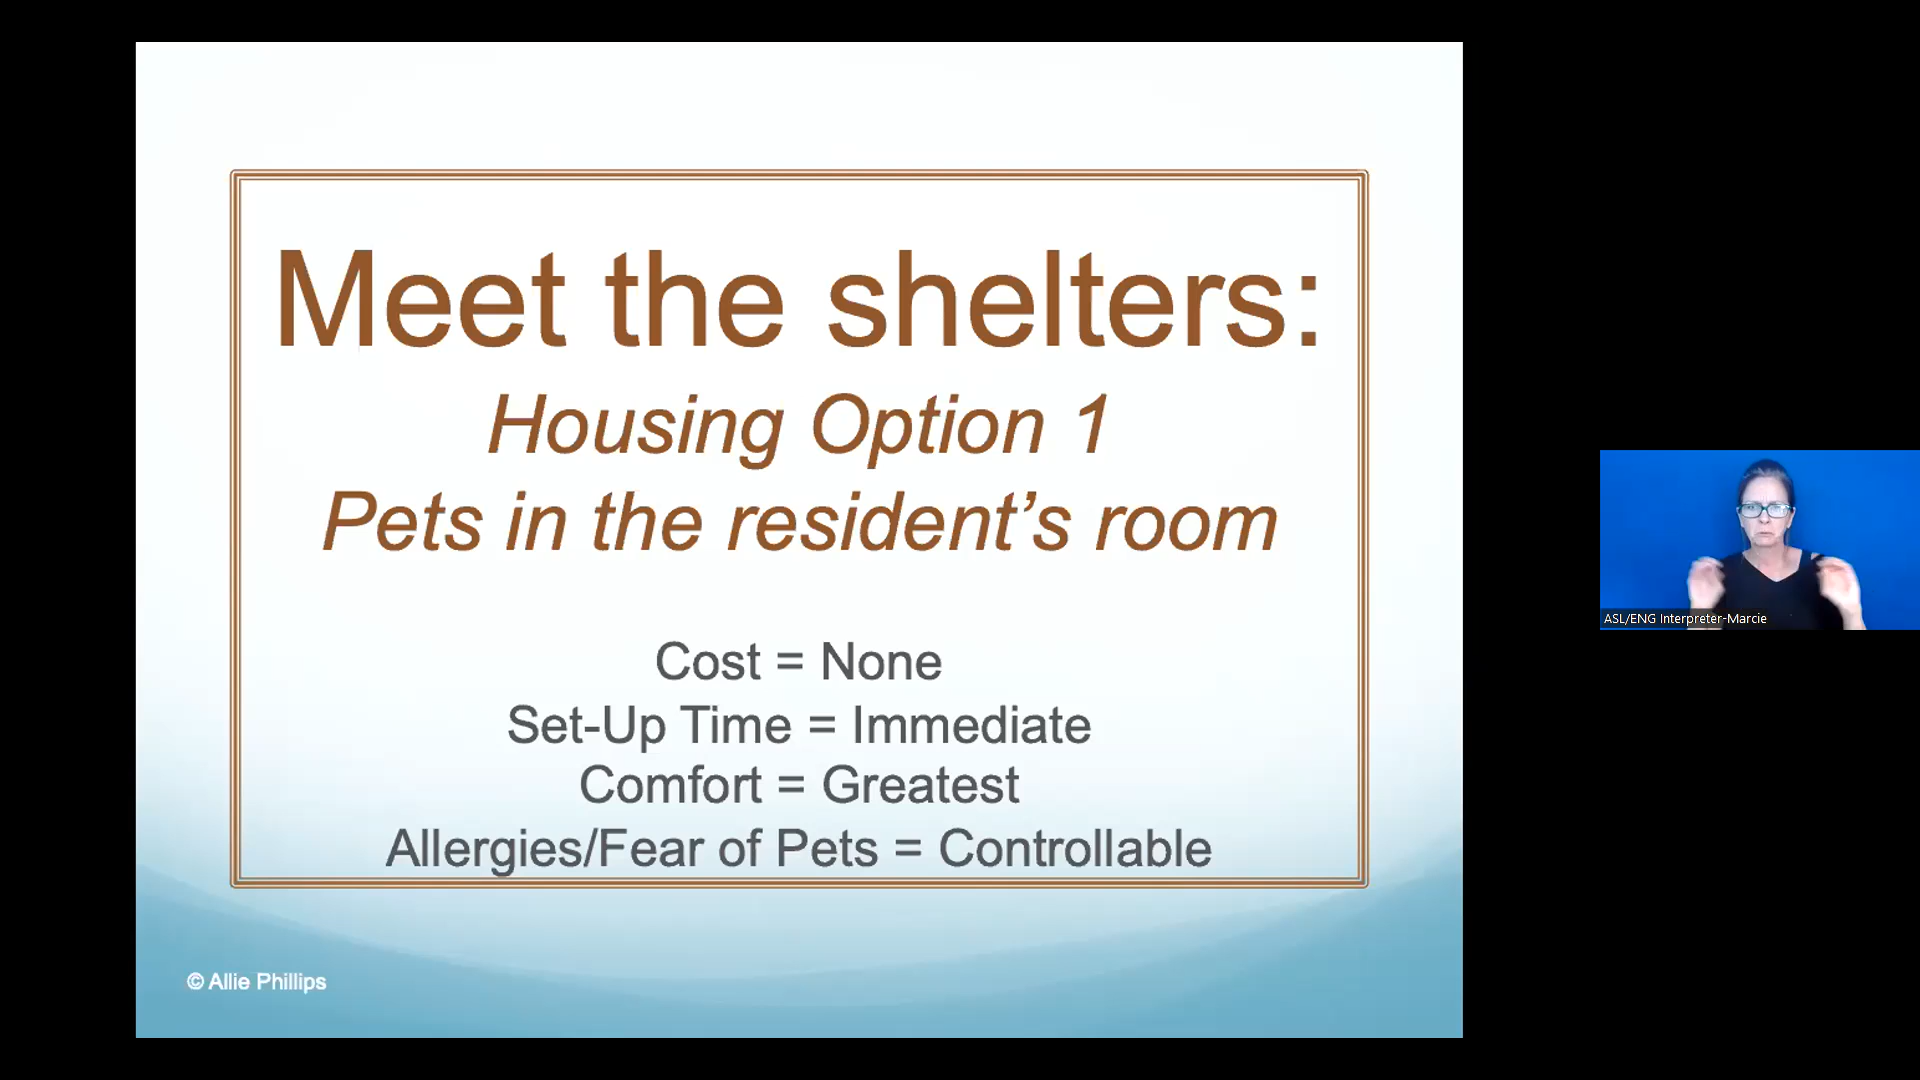 Meet the shelters:
Housing Option 1
Pets in the resident’s room
Cost = None
Set-Up Time = Immediate
Comfort = Greatest
Allergies/Fear of Pets = Controllable
© Allie Phillips
ASL/ENG Interpreter-Marcie